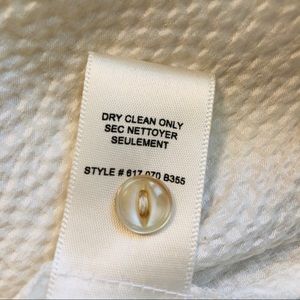 DRY CLEAN ONLY
SEC NETTOYER
SEULEMENT
STYLE # 617 070 B355